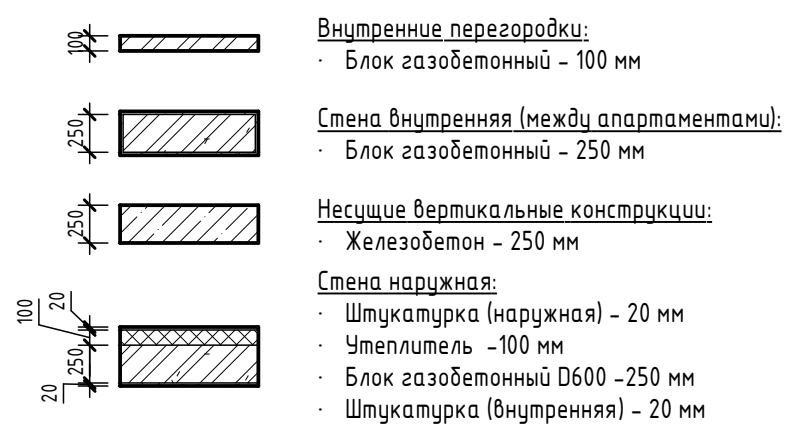 100
Внутренние перегородки:
· Блок газобетонный – 100 мм
250
Стена внутренняя (между апартаментами):
· Блок газобетонный – 250 мм
250
Несущие вертикальные конструкции:
· Железобетон – 250 мм
Стена наружная:
100
20
250
20
· Штукатурка (наружная) – 20 мм
· Утеплитель –100 мм
· Блок газобетонный D600 –250 мм
· Штукатурка (внутренняя) – 20 мм